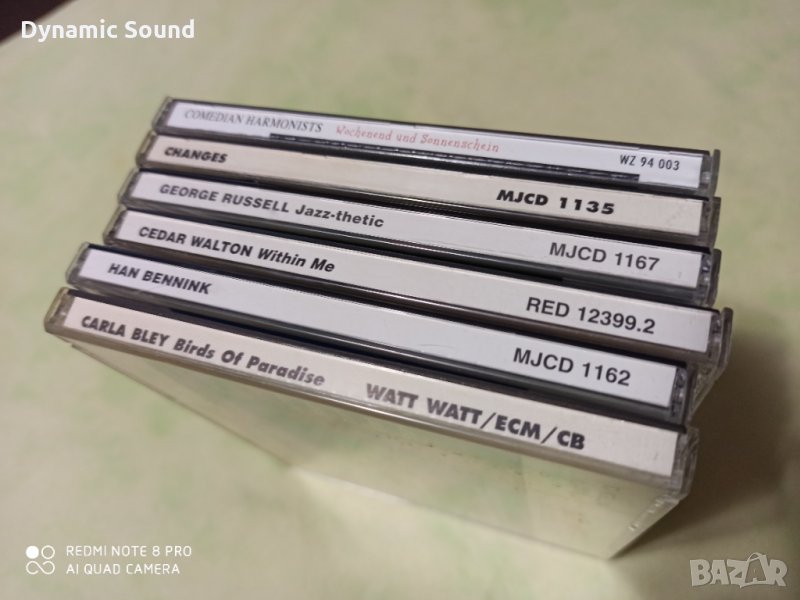 Dynamic Sound
COMEDIAN HARMONISTS Wochenend und Sonnenschein WZ 94 003
CHANGES MJCD 1135
GEORGE RUSSELL Jazz-thetic MJCD 1167
CEDAR WALTON Within Me RED 12399.2
HAN BENNINK MJCD 1162
CARLA BLEY Birds Of Paradise WATT WATT/ECM/CB
REDMI NOTE 8 PRO
AI QUAD CAMERA
BAZAR